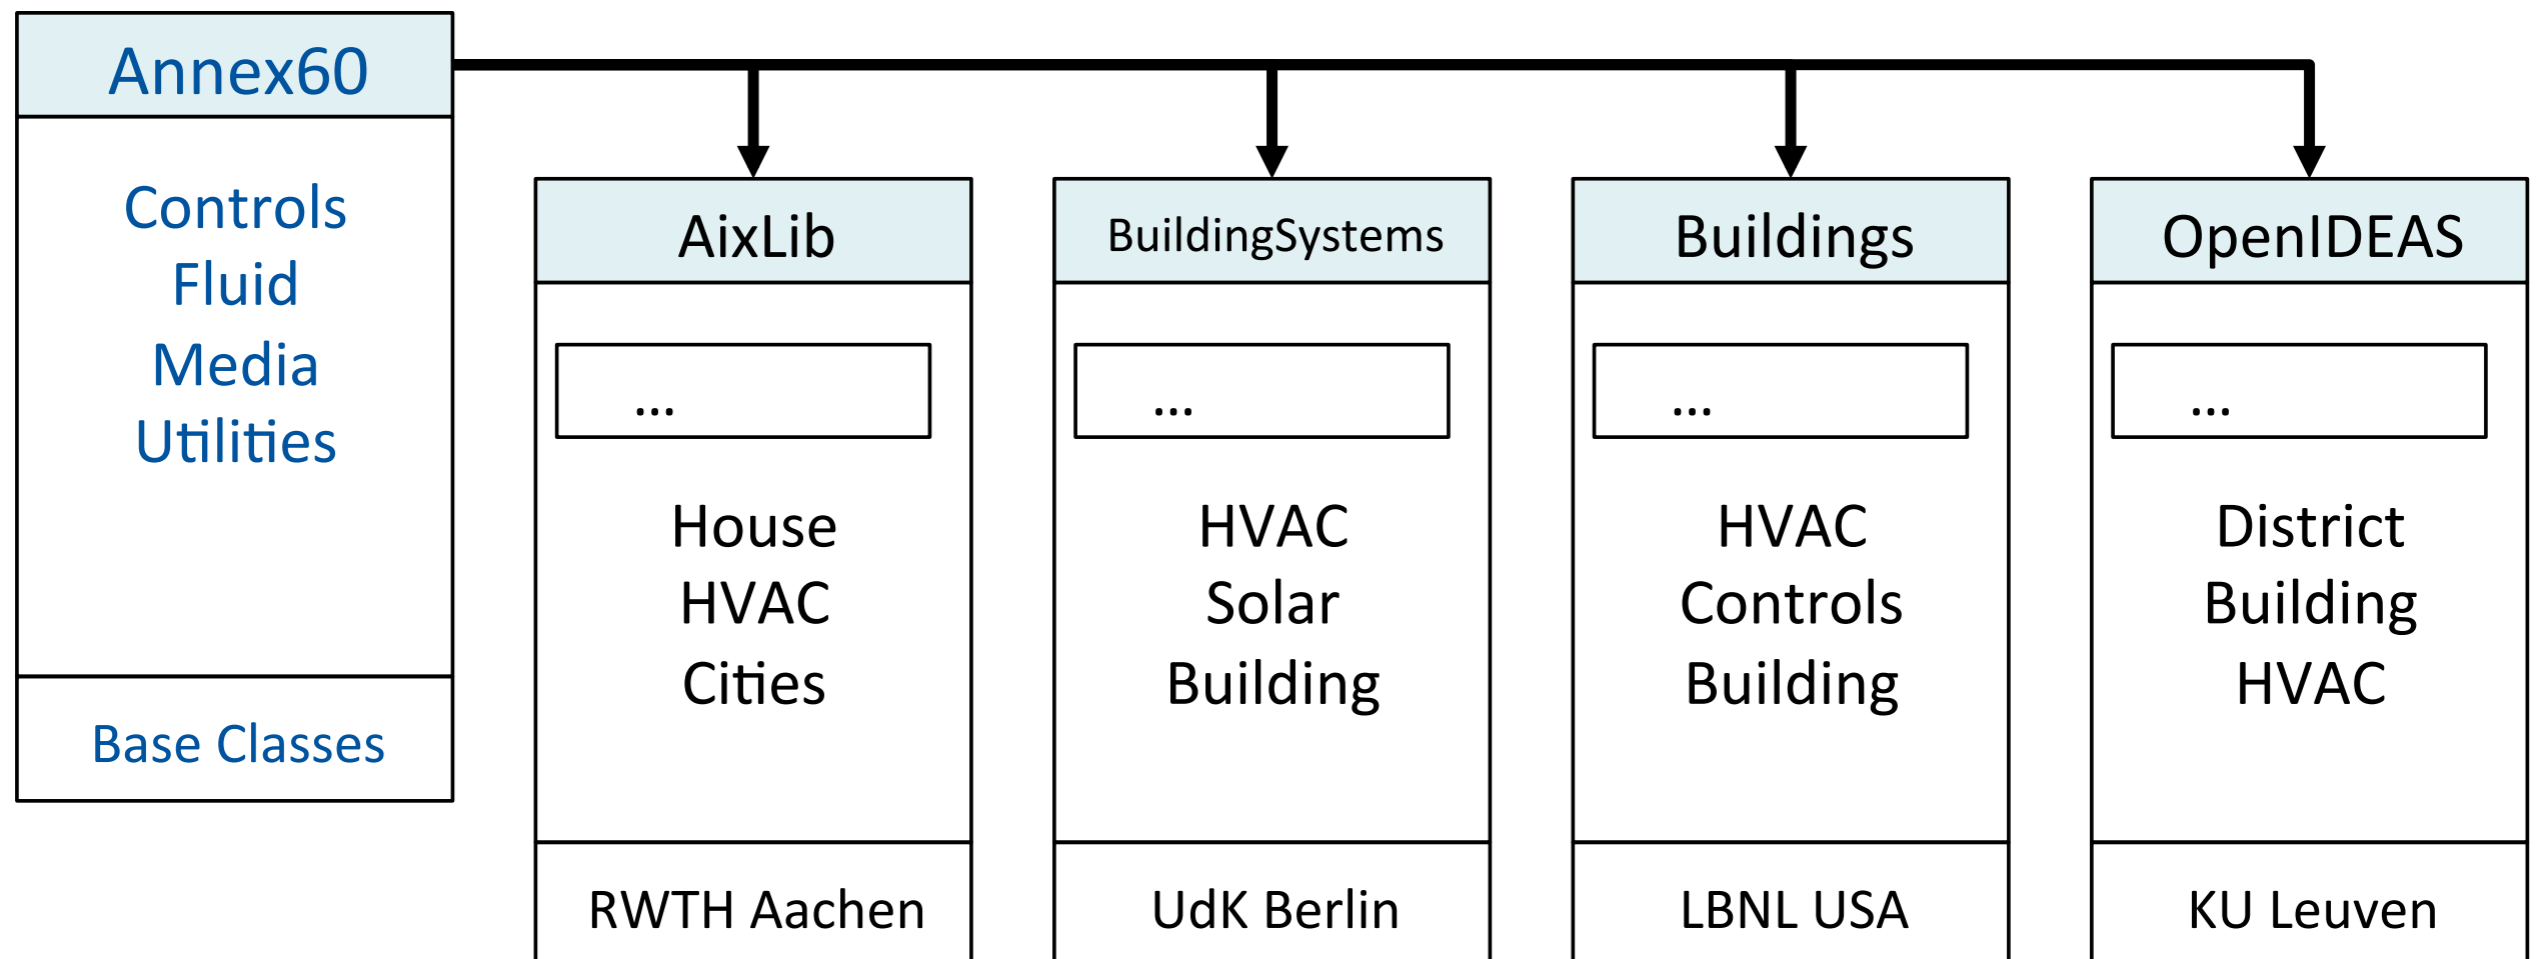 Annex60
Controls
Fluid
Media
Utilities
Base Classes
AixLib
...
House
HVAC
Cities
RWTH Aachen
BuildingSystems
...
HVAC
Solar
Building
UdK Berlin
Buildings
...
HVAC
Controls
Building
LBNL USA
OpenIDEAS
...
District
Building
HVAC
KU Leuven